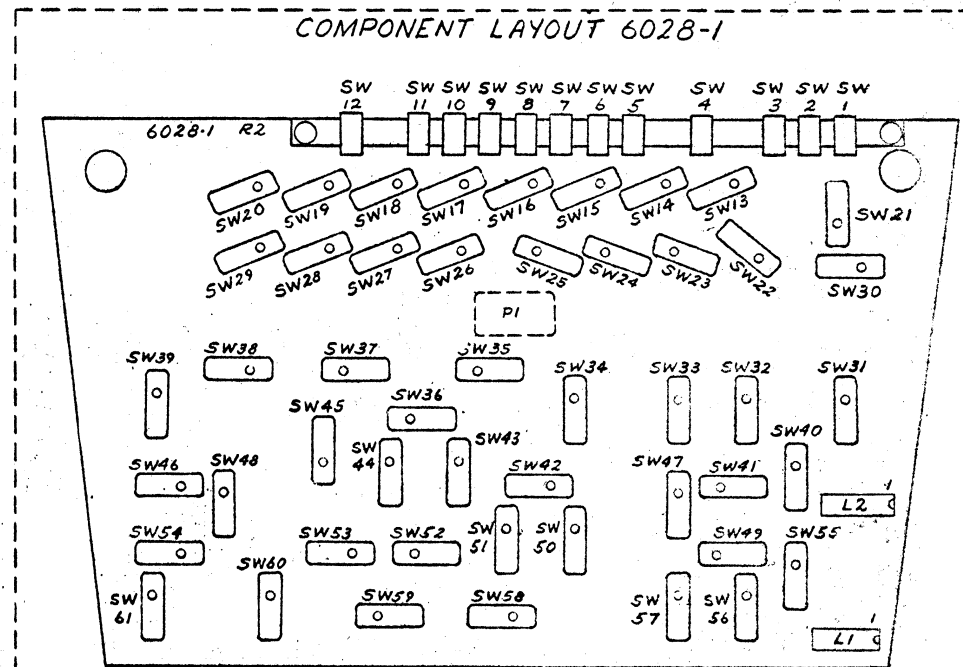 COMPONENT LAYOUT 6028-1
SW 12 SW 11 SW 10 SW 9 SW 8 SW 7 SW 6 SW 5 SW 4 SW 3 SW 2 SW 1
6028-1 R2
SW20 SW19 SW18 SW17 SW16 SW15 SW14 SW13 SW21
SW29 SW28 SW27 SW26 SW25 SW24 SW23 SW22 SW30
P1
SW39 SW38 SW37 SW35 SW34 SW33 SW32 SW31
SW45 SW36
SW 44 SW43 SW40
SW46 SW48 SW42 SW47 SW41
1
L2
SW54 SW53 SW52 SW 51 SW 50 SW49 SW55
SW 61 SW60 SW59 SW58 SW 57 SW 56
1
L1